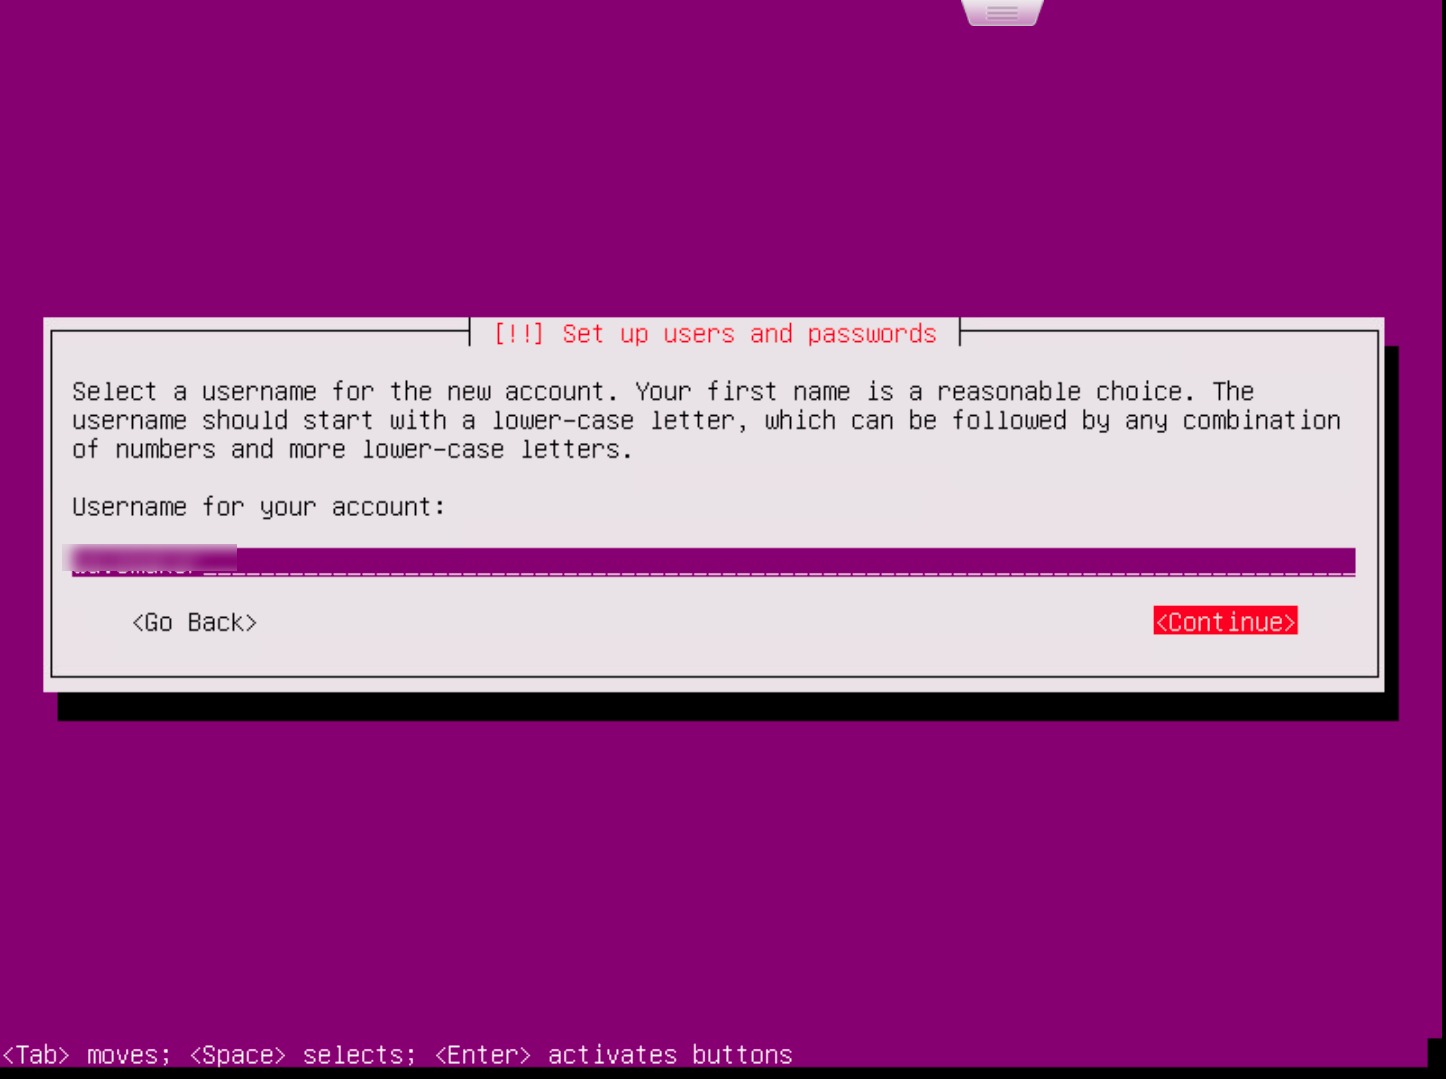 [!!] Set up users and passwords
Select a username for the new account. Your first name is a reasonable choice. The
username should start with a lower-case letter, which can be followed by any combination
of numbers and more lower-case letters.
Username for your account:
<Go Back>
<Continue>
<Tab> moves; <Space> selects; <Enter> activates buttons